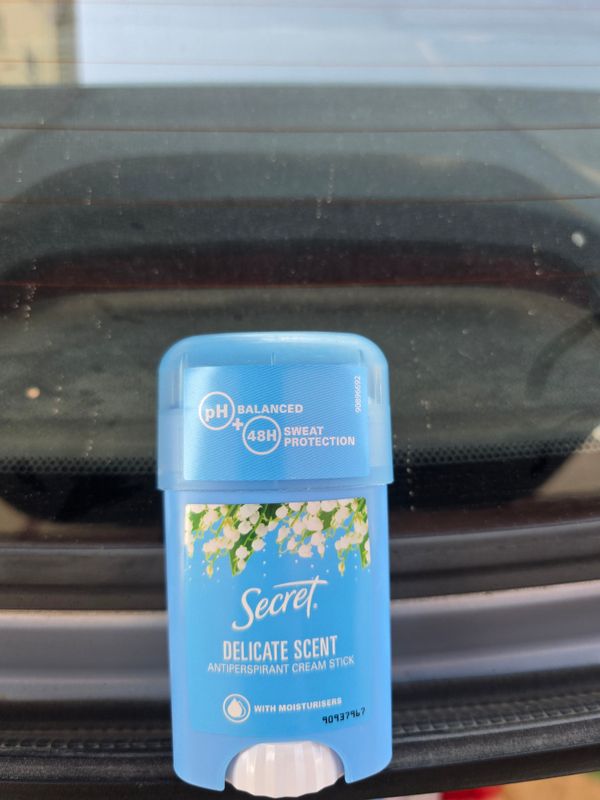 pH BALANCED
+
48H SWEAT
PROTECTION
90896692
Secret®
DELICATE SCENT
ANTIPERSPIRANT CREAM STICK
WITH MOISTURISERS
90937967